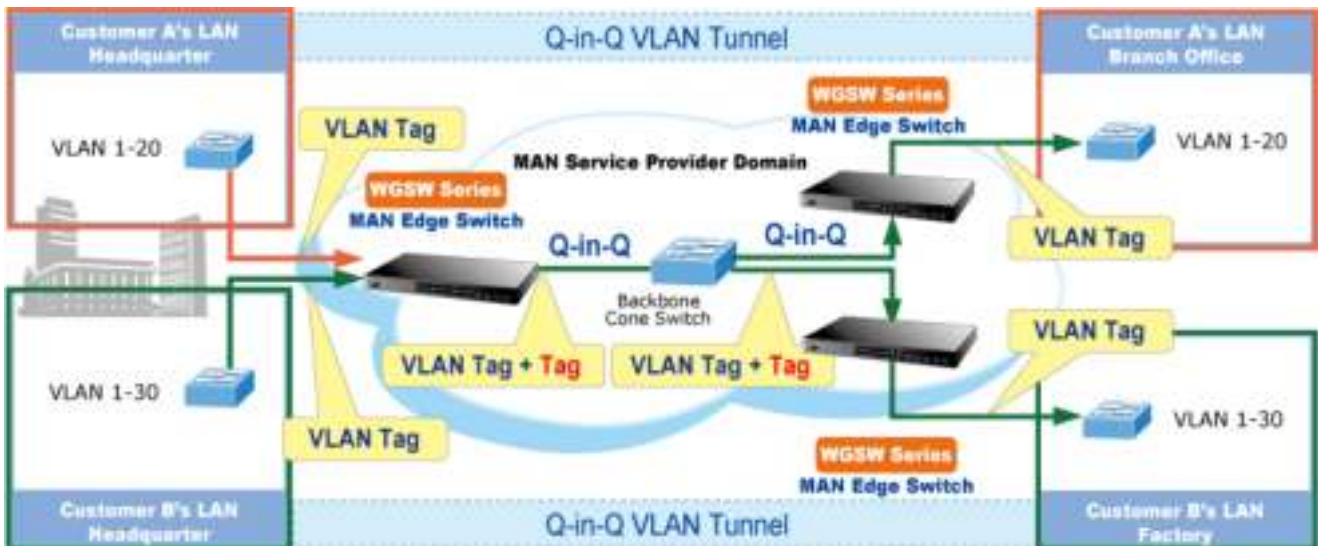 Customer A's LAN
Headquarter
VLAN 1-20
Q-in-Q VLAN Tunnel
Customer A's LAN
Branch Office
VLAN 1-20
VLAN Tag
WGSW Series
MAN Edge Switch
MAN Service Provider Domain
WGSW Series
MAN Edge Switch
VLAN Tag
Q-in-Q
Q-in-Q
Backbone
Cone Switch
VLAN Tag + Tag
VLAN Tag + Tag
VLAN Tag
VLAN 1-30
VLAN Tag
VLAN 1-30
WGSW Series
MAN Edge Switch
Customer B's LAN
Headquarter
Q-in-Q VLAN Tunnel
Customer B's LAN
Factory